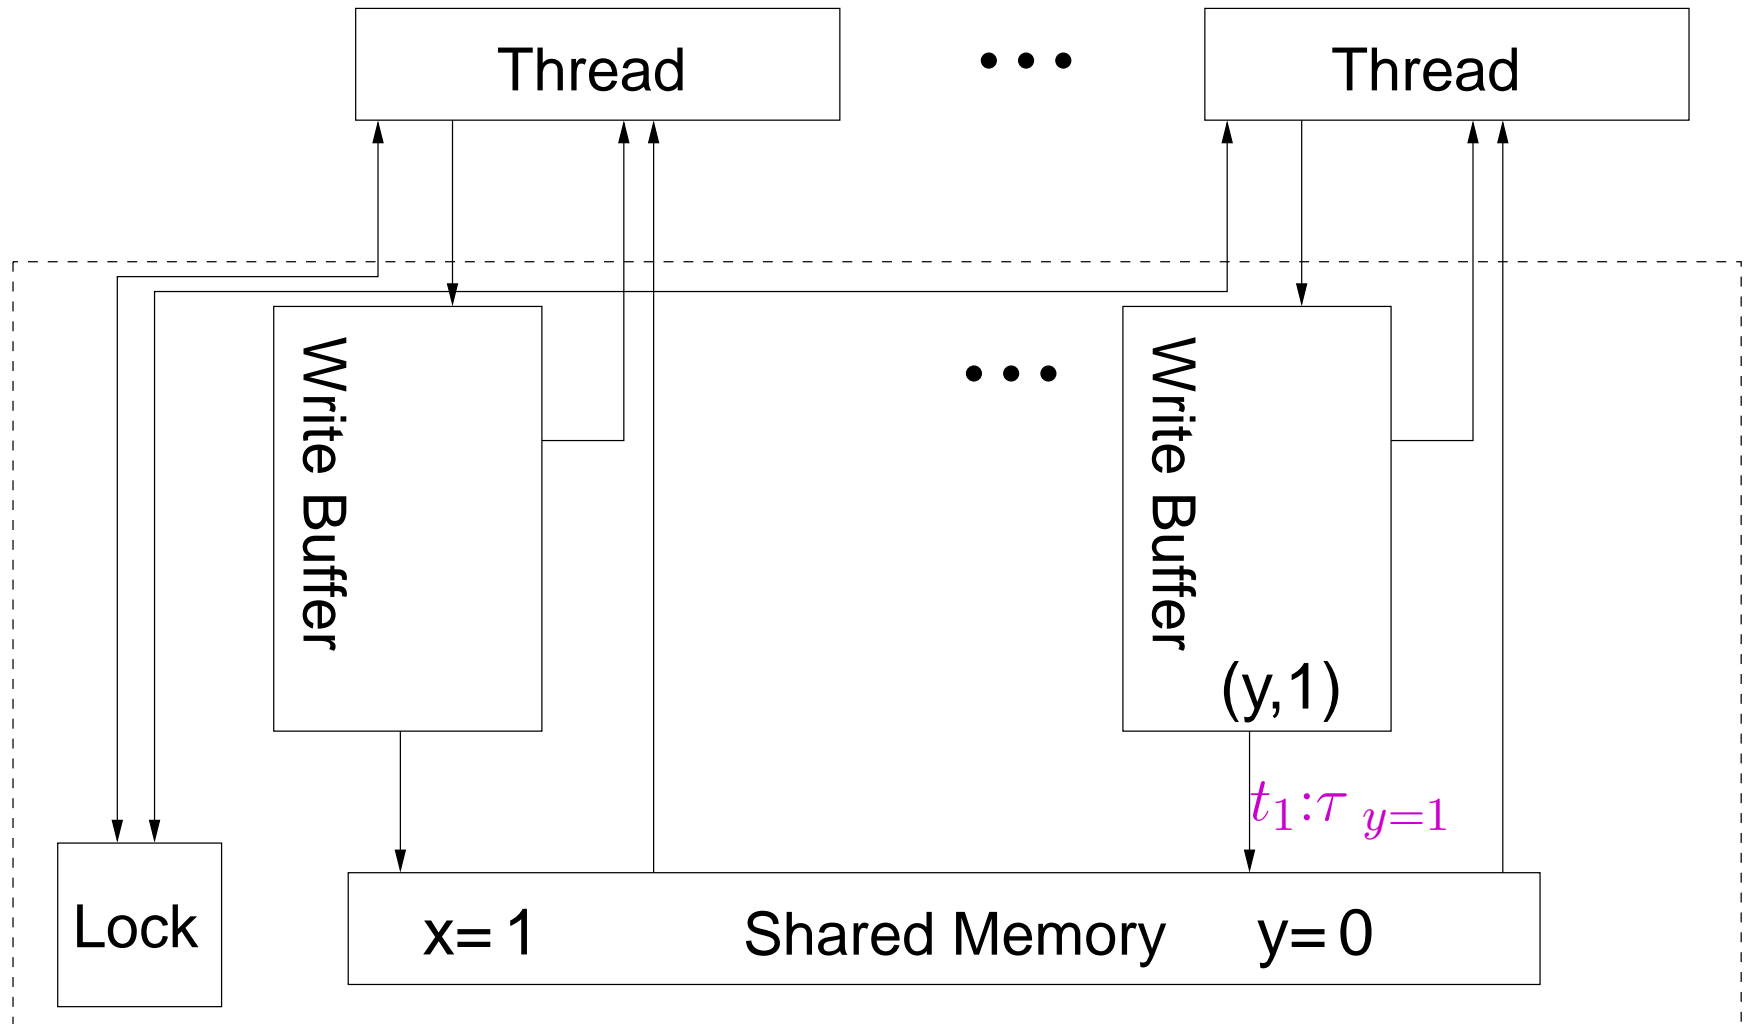 Thread
Thread
Write Buffer
Write Buffer
(y,1)
t₁:τ y=1
Lock
x= 1
Shared Memory
y= 0